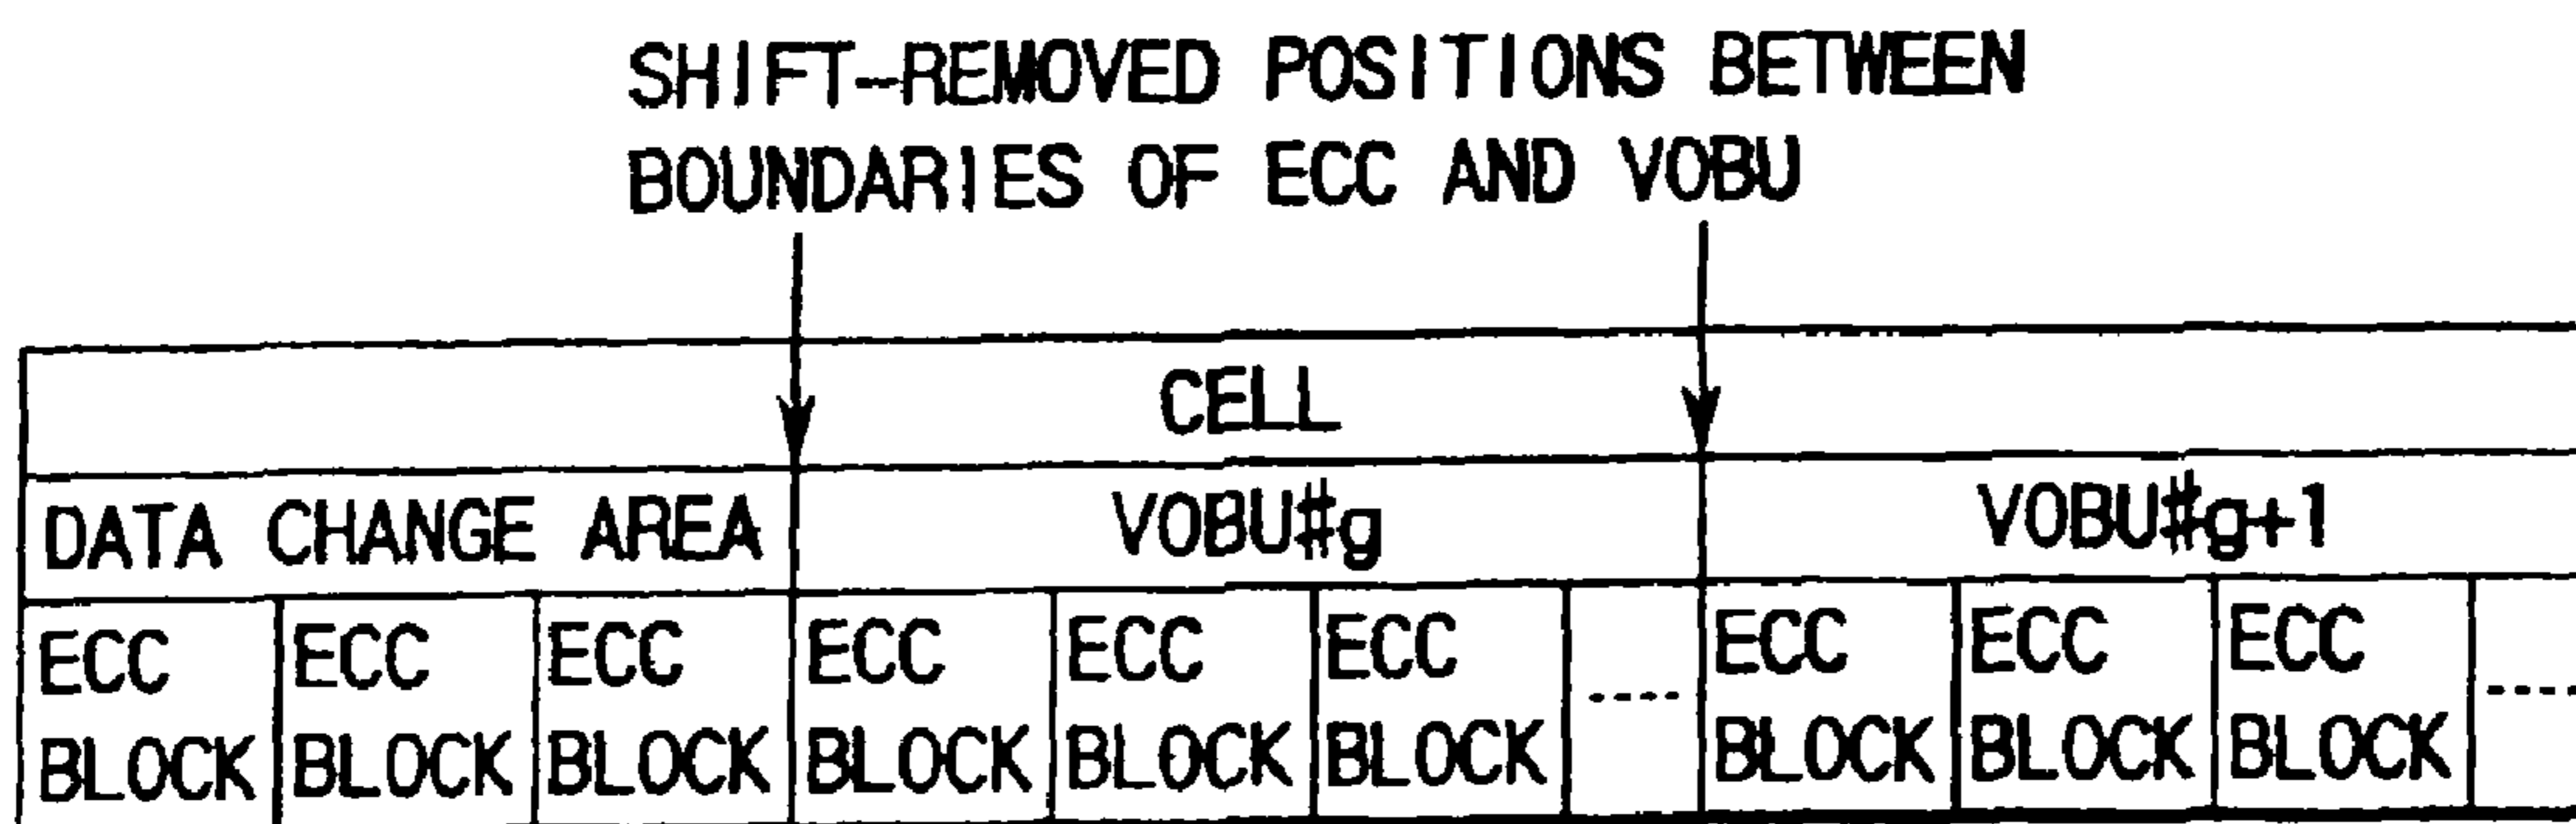 SHIFT-REMOVED POSITIONS BETWEEN
BOUNDARIES OF ECC AND VOBU
CELL
DATA CHANGE AREA VOBU#g VOBU#g+1
ECC ECC ECC ECC ECC ECC ECC ECC ECC
BLOCK BLOCK BLOCK BLOCK BLOCK BLOCK BLOCK BLOCK BLOCK